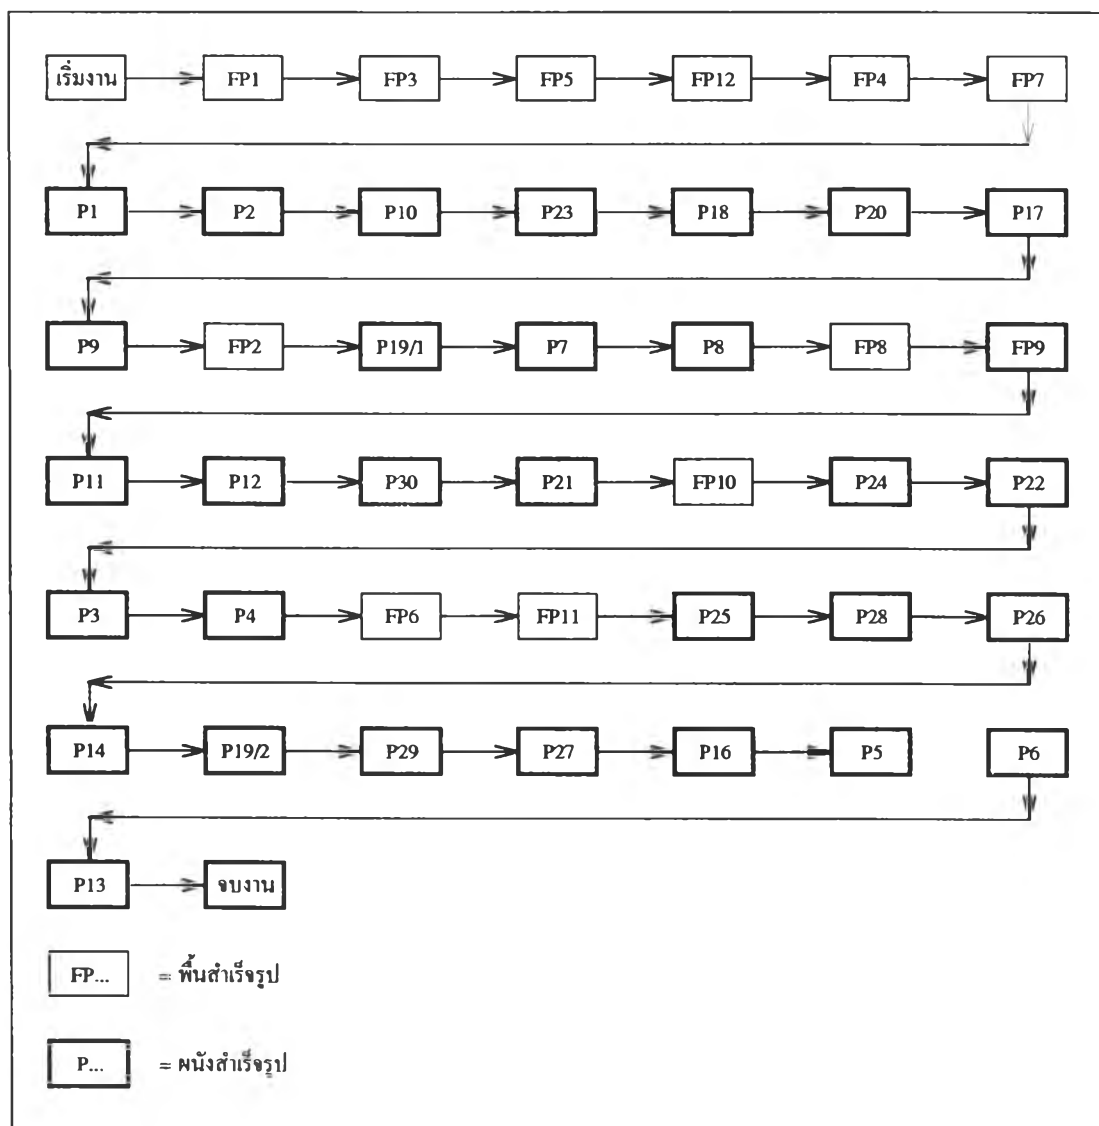 เริ่มงาน FP1 FP3 FP5 FP12 FP4 FP7
P1 P2 P10 P23 P18 P20 P17
P9 FP2 P19/1 P7 P8 FP8 FP9
P11 P12 P30 P21 FP10 P24 P22
P3 P4 FP6 FP11 P25 P28 P26
P14 P19/2 P29 P27 P16 P5 P6
P13 จบงาน
FP... = พื้นสำเร็จรูป
P... = ผนังสำเร็จรูป